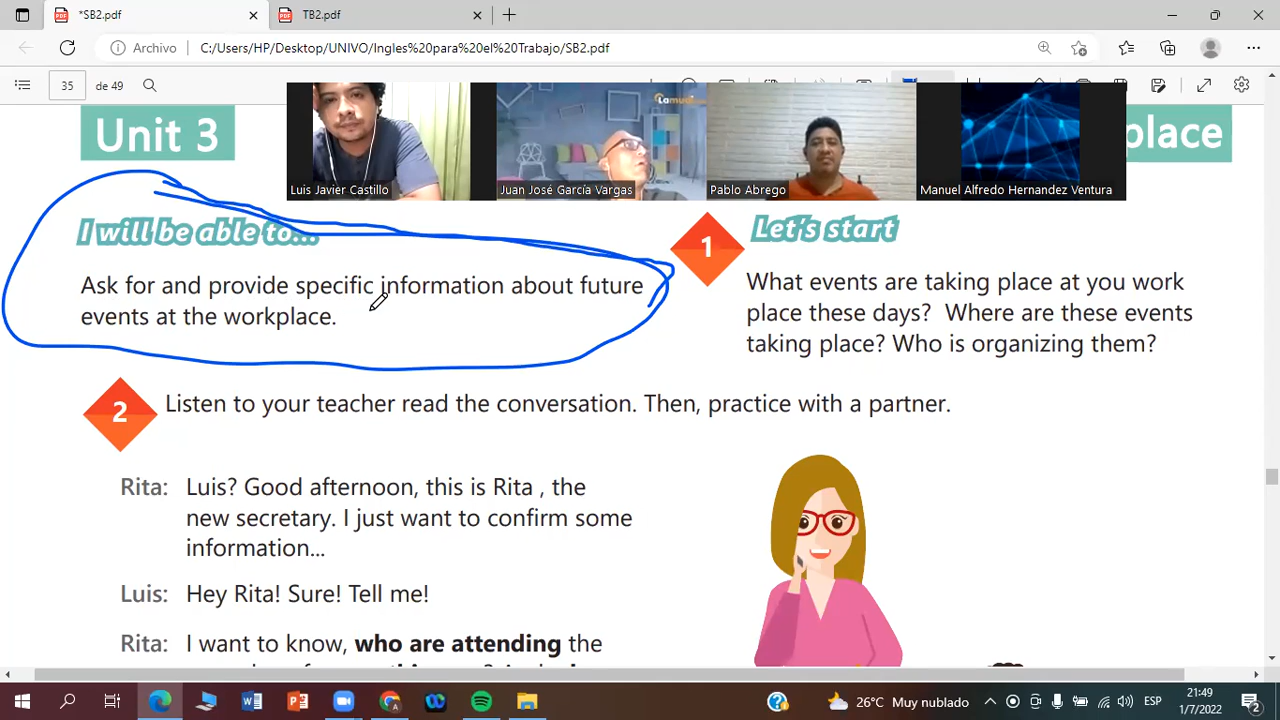 *SB2.pdf
TB2.pdf
Archivo
C:/Users/HP/Desktop/UNIVO/Ingles%20para%20el%20Trabajo/SB2.pdf
35
de 49
Unit 3
place
Luis Javier Castillo
Juan José García Vargas
Pablo Abrego
Manuel Alfredo Hernandez Ventura
I will be able to...
Ask for and provide specific information about future
events at the workplace.
1
Let's start
What events are taking place at you work
place these days? Where are these events
taking place? Who is organizing them?
2
Listen to your teacher read the conversation. Then, practice with a partner.
Rita: Luis? Good afternoon, this is Rita , the
new secretary. I just want to confirm some
information...
Luis: Hey Rita! Sure! Tell me!
Rita: I want to know, who are attending the
26°C Muy nublado
ESP
21:49
1/7/2022
2